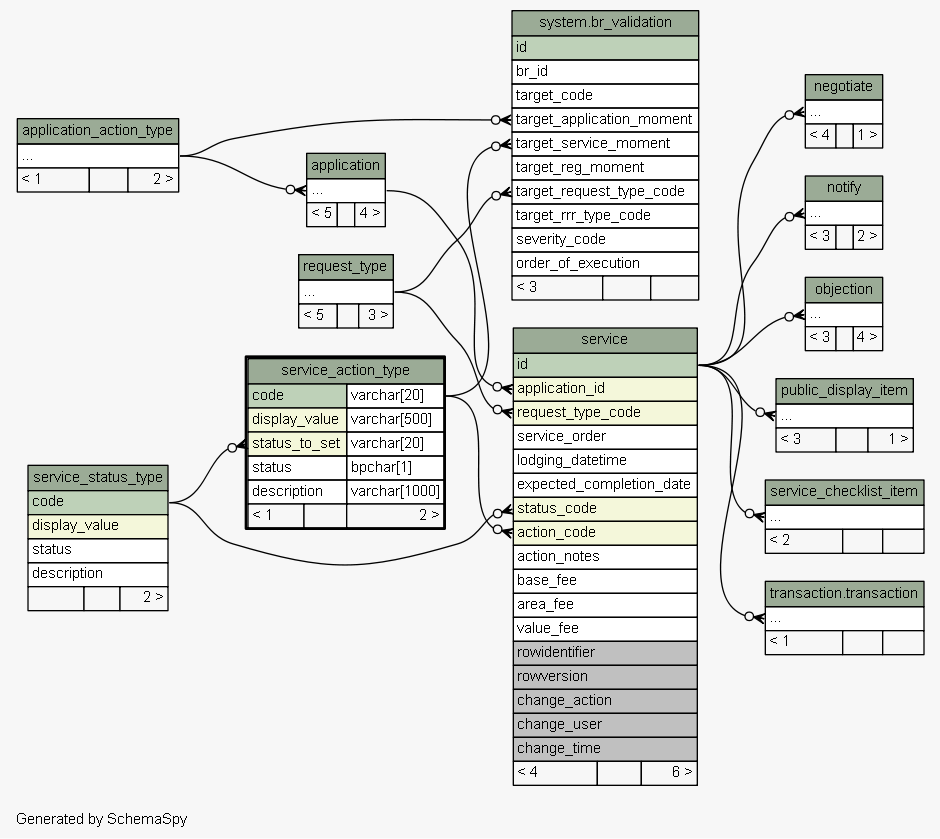 system.br_validation
id
br_id
target_code
target_application_moment
target_service_moment
target_reg_moment
target_request_type_code
target_rrr_type_code
severity_code
order_of_execution
< 3
negotiate
...
< 4 1 >
application_action_type
...
< 1 2 >
application
...
< 5 4 >
notify
...
< 3 2 >
request_type
...
< 5 3 >
objection
...
< 3 4 >
service
id
application_id
request_type_code
service_order
lodging_datetime
expected_completion_date
status_code
action_code
action_notes
base_fee
area_fee
value_fee
rowidentifier
rowversion
change_action
change_user
change_time
< 4 6 >
service_action_type
code varchar[20]
display_value varchar[500]
status_to_set varchar[20]
status bpchar[1]
description varchar[1000]
< 1 2 >
public_display_item
...
< 3 1 >
service_status_type
code
display_value
status
description
2 >
service_checklist_item
...
< 2
transaction.transaction
...
< 1
Generated by SchemaSpy